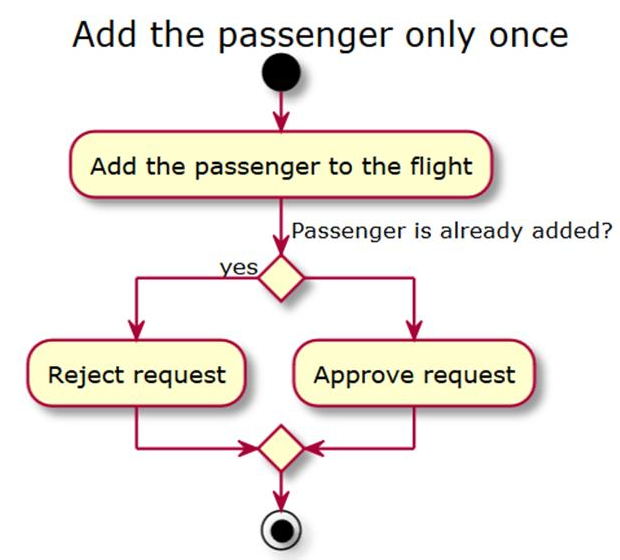 Add the passenger only once
Add the passenger to the flight
Passenger is already added?
yes
Reject request
Approve request